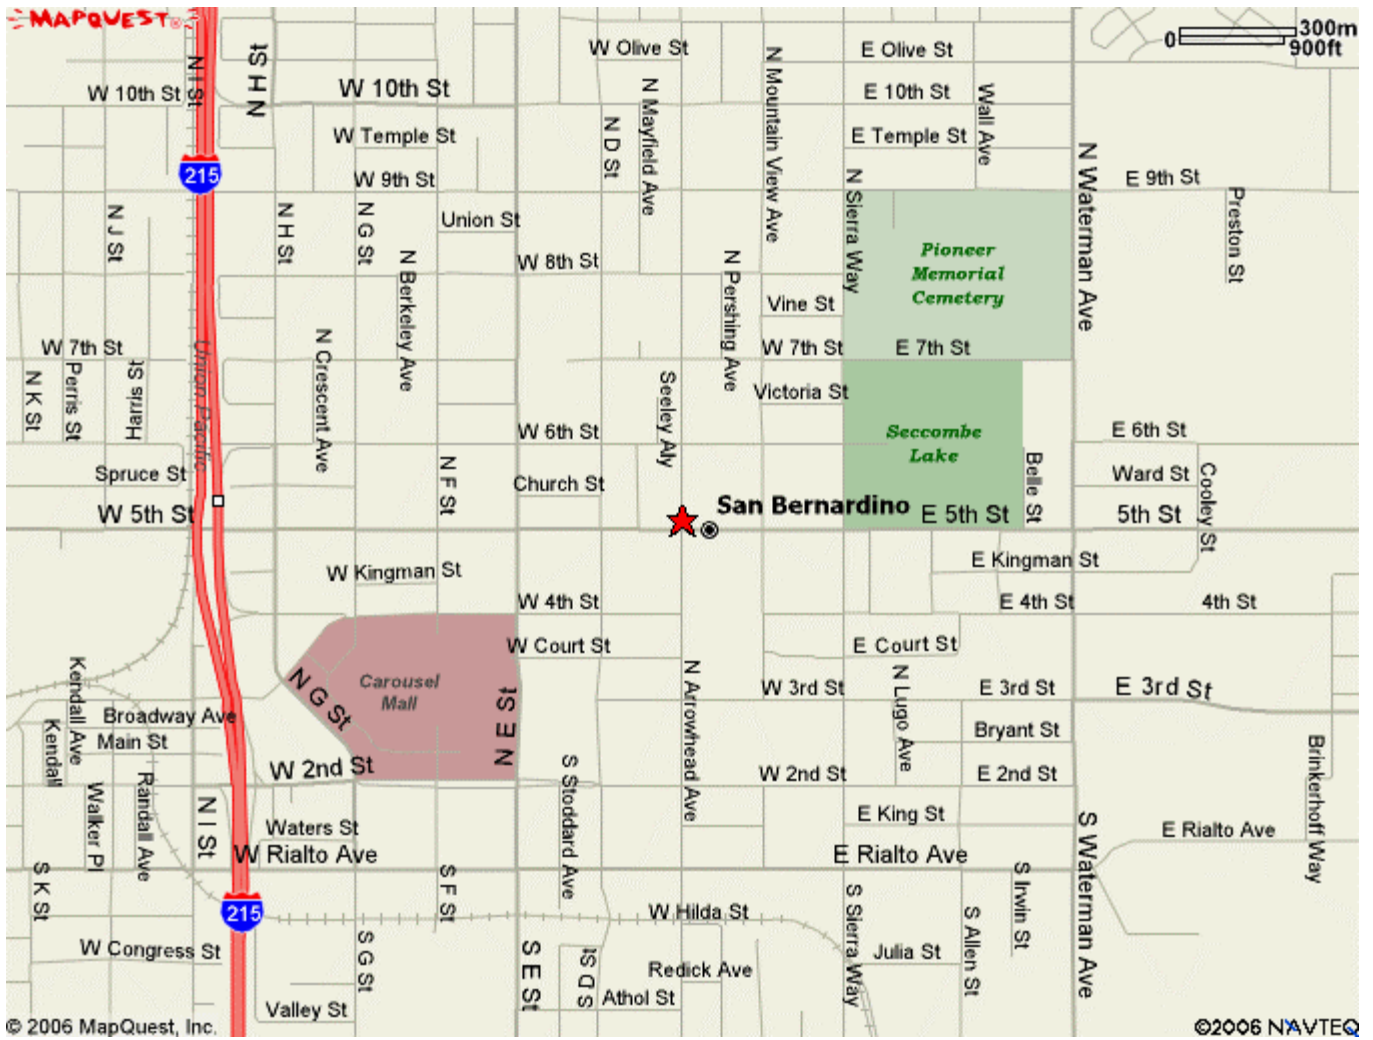 MAPQUEST®
300m
0
900ft
N I St
N H St
W Olive St
N Mountain View Ave
E Olive St
W 10th St
W 10th St
N Mayfield Ave
E 10th St
Wall Ave
W Temple St
N D St
E Temple St
N Waterman Ave
215
W 9th St
N Sierra Way
E 9th St
Preston St
N J St
N H St
N G St
Union St
Pioneer
Memorial
Cemetery
N Berkeley Ave
W 8th St
N Pershing Ave
Vine St
Union Pacific
W 7th St
N Crescent Ave
W 7th St
E 7th St
N K St
Perris St
Harris St
Seeley Aly
Victoria St
W 6th St
Seccombe
Lake
E 6th St
Spruce St
N F St
Church St
Belle St
Ward St
Cooley St
W 5th St
San Bernardino
E 5th St
5th St
W Kingman St
E Kingman St
W 4th St
E 4th St
4th St
W Court St
E Court St
Kendall Ave
N G St
Carousel
Mall
N E St
N Arrowhead Ave
W 3rd St
N Lugo Ave
E 3rd St
E 3rd St
Broadway Ave
Kendall
Main St
Bryant St
Brinkerhoff Way
W 2nd St
S Stoddard Ave
W 2nd St
E 2nd St
Walker Pl
Randall Ave
N I St
Waters St
E King St
S Waterman Ave
E Rialto Ave
W Rialto Ave
E Rialto Ave
S K St
S F St
215
W Hilda St
S Sierra Way
S Irwin St
S Allen St
W Congress St
S G St
S E St
S D St
Redick Ave
Julia St
Valley St
Athol St
© 2006 MapQuest, Inc.
©2006 NAVTEQ